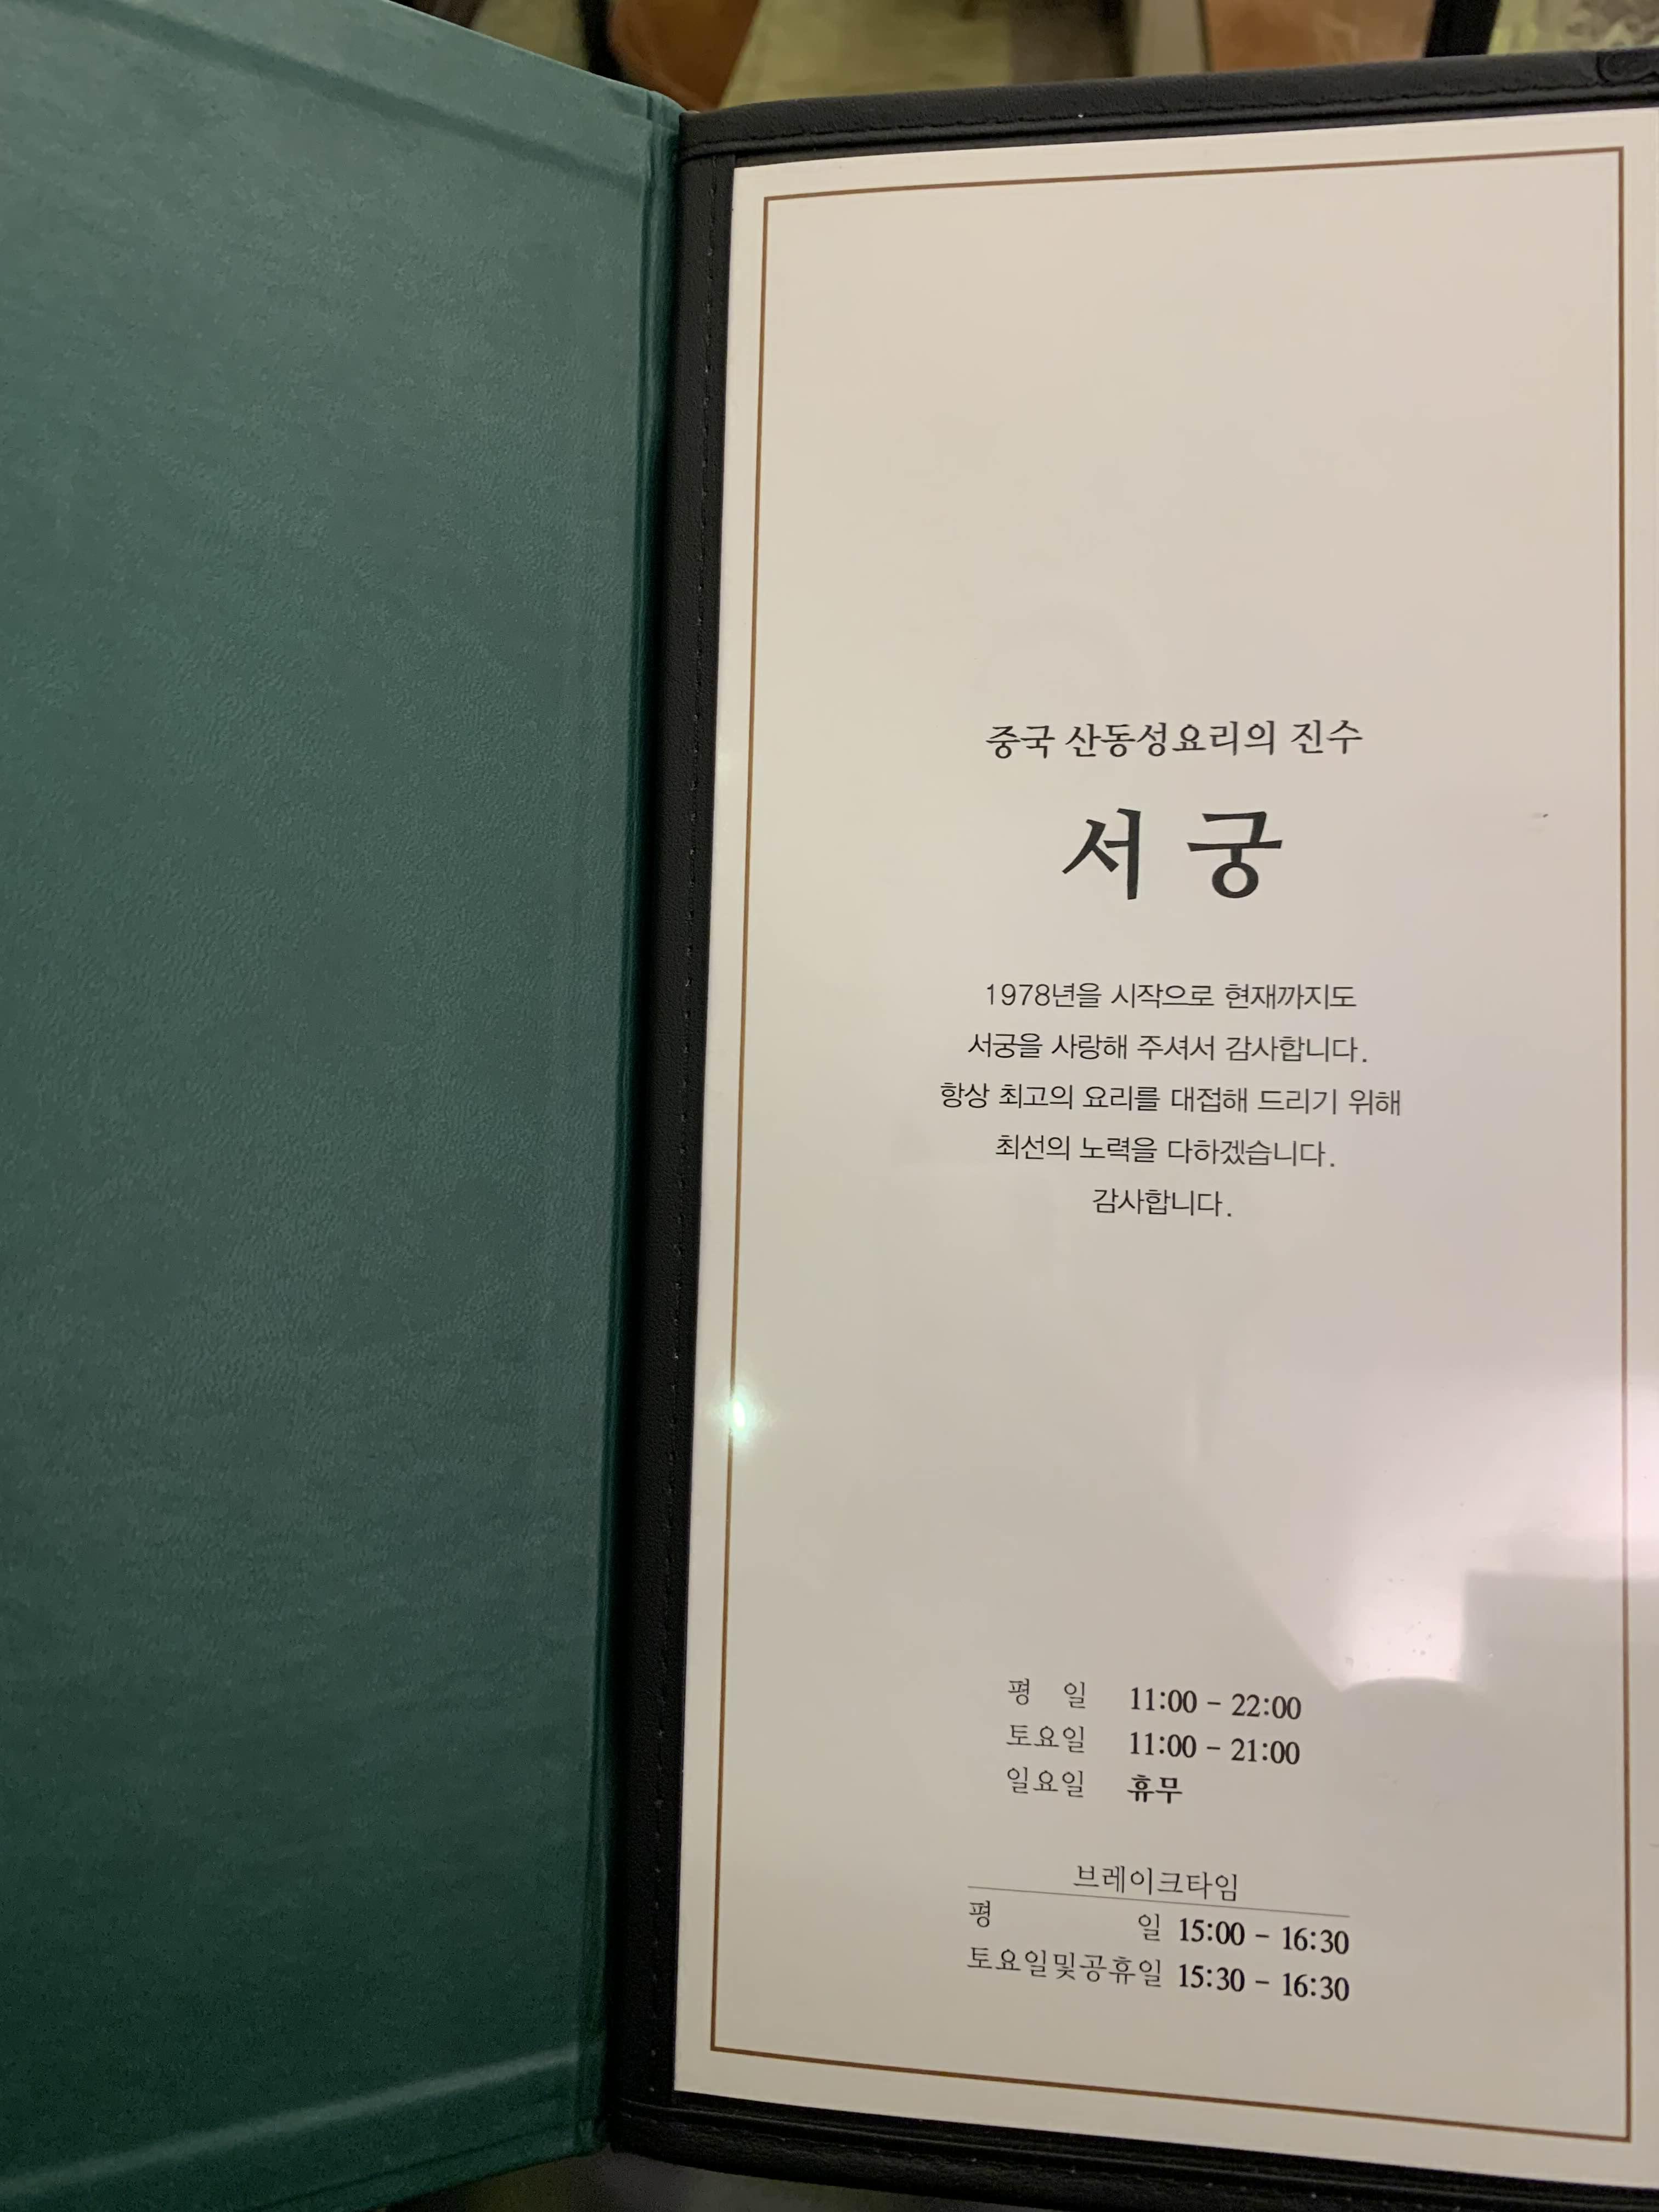 중국 산동성요리의 진수
서궁
1978년을 시작으로 현재까지도
서궁을 사랑해 주셔서 감사합니다.
항상 최고의 요리를 대접해 드리기 위해
최선의 노력을 다하겠습니다.
감사합니다.
평 일 11:00 - 22:00
토요일 11:00 - 21:00
일요일 휴무
브레이크타임
평 일 15:00 - 16:30
토요일및공휴일 15:30 - 16:30